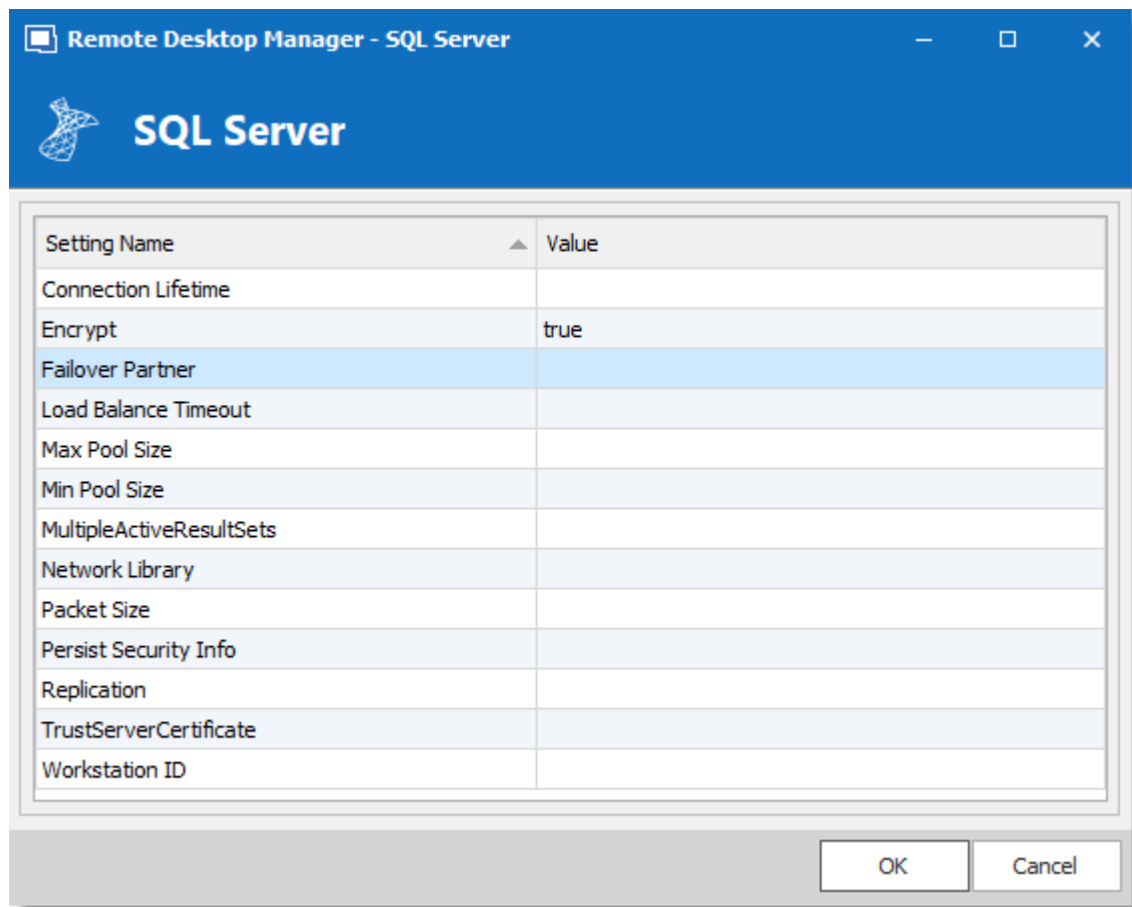 Remote Desktop Manager - SQL Server
SQL Server
Setting Name Value
Connection Lifetime
Encrypt true
Failover Partner
Load Balance Timeout
Max Pool Size
Min Pool Size
MultipleActiveResultSets
Network Library
Packet Size
Persist Security Info
Replication
TrustServerCertificate
Workstation ID
OK Cancel